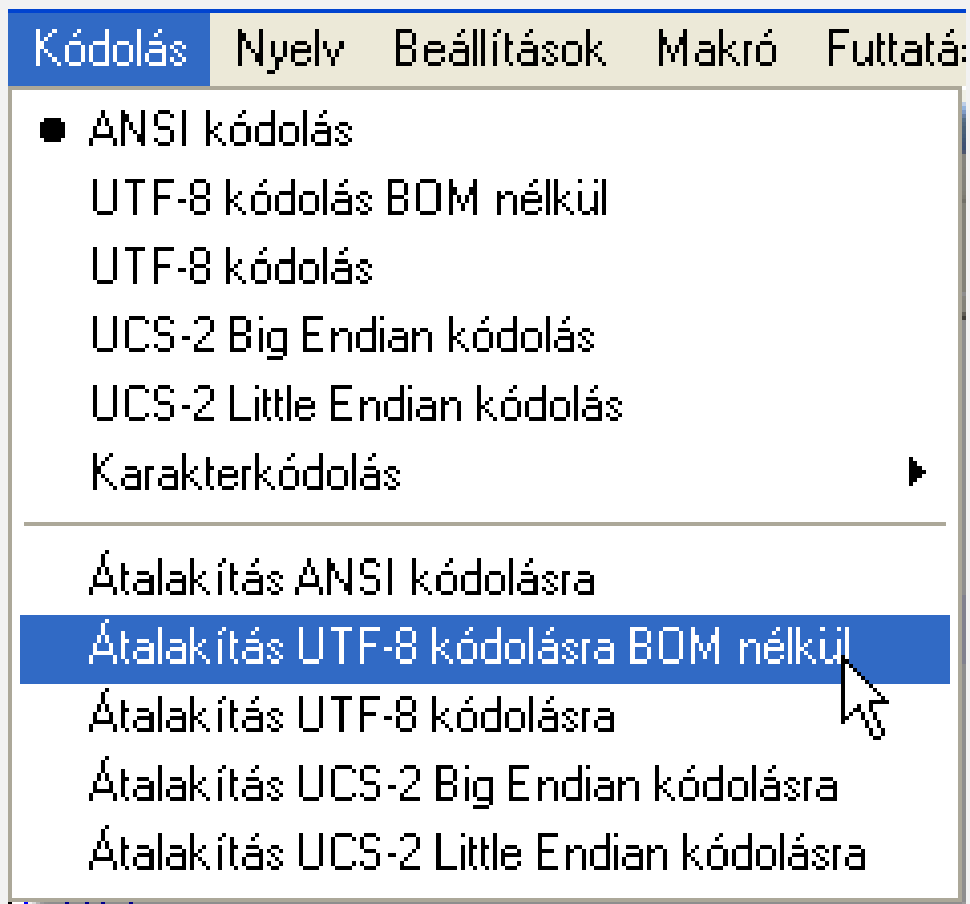 Kódolás Nyelv Beállítások Makró Futtatás
ANSI kódolás
UTF-8 kódolás BOM nélkül
UTF-8 kódolás
UCS-2 Big Endian kódolás
UCS-2 Little Endian kódolás
Karakterkódolás
Átalakítás ANSI kódolásra
Átalakítás UTF-8 kódolásra BOM nélkül
Átalakítás UTF-8 kódolásra
Átalakítás UCS-2 Big Endian kódolásra
Átalakítás UCS-2 Little Endian kódolásra